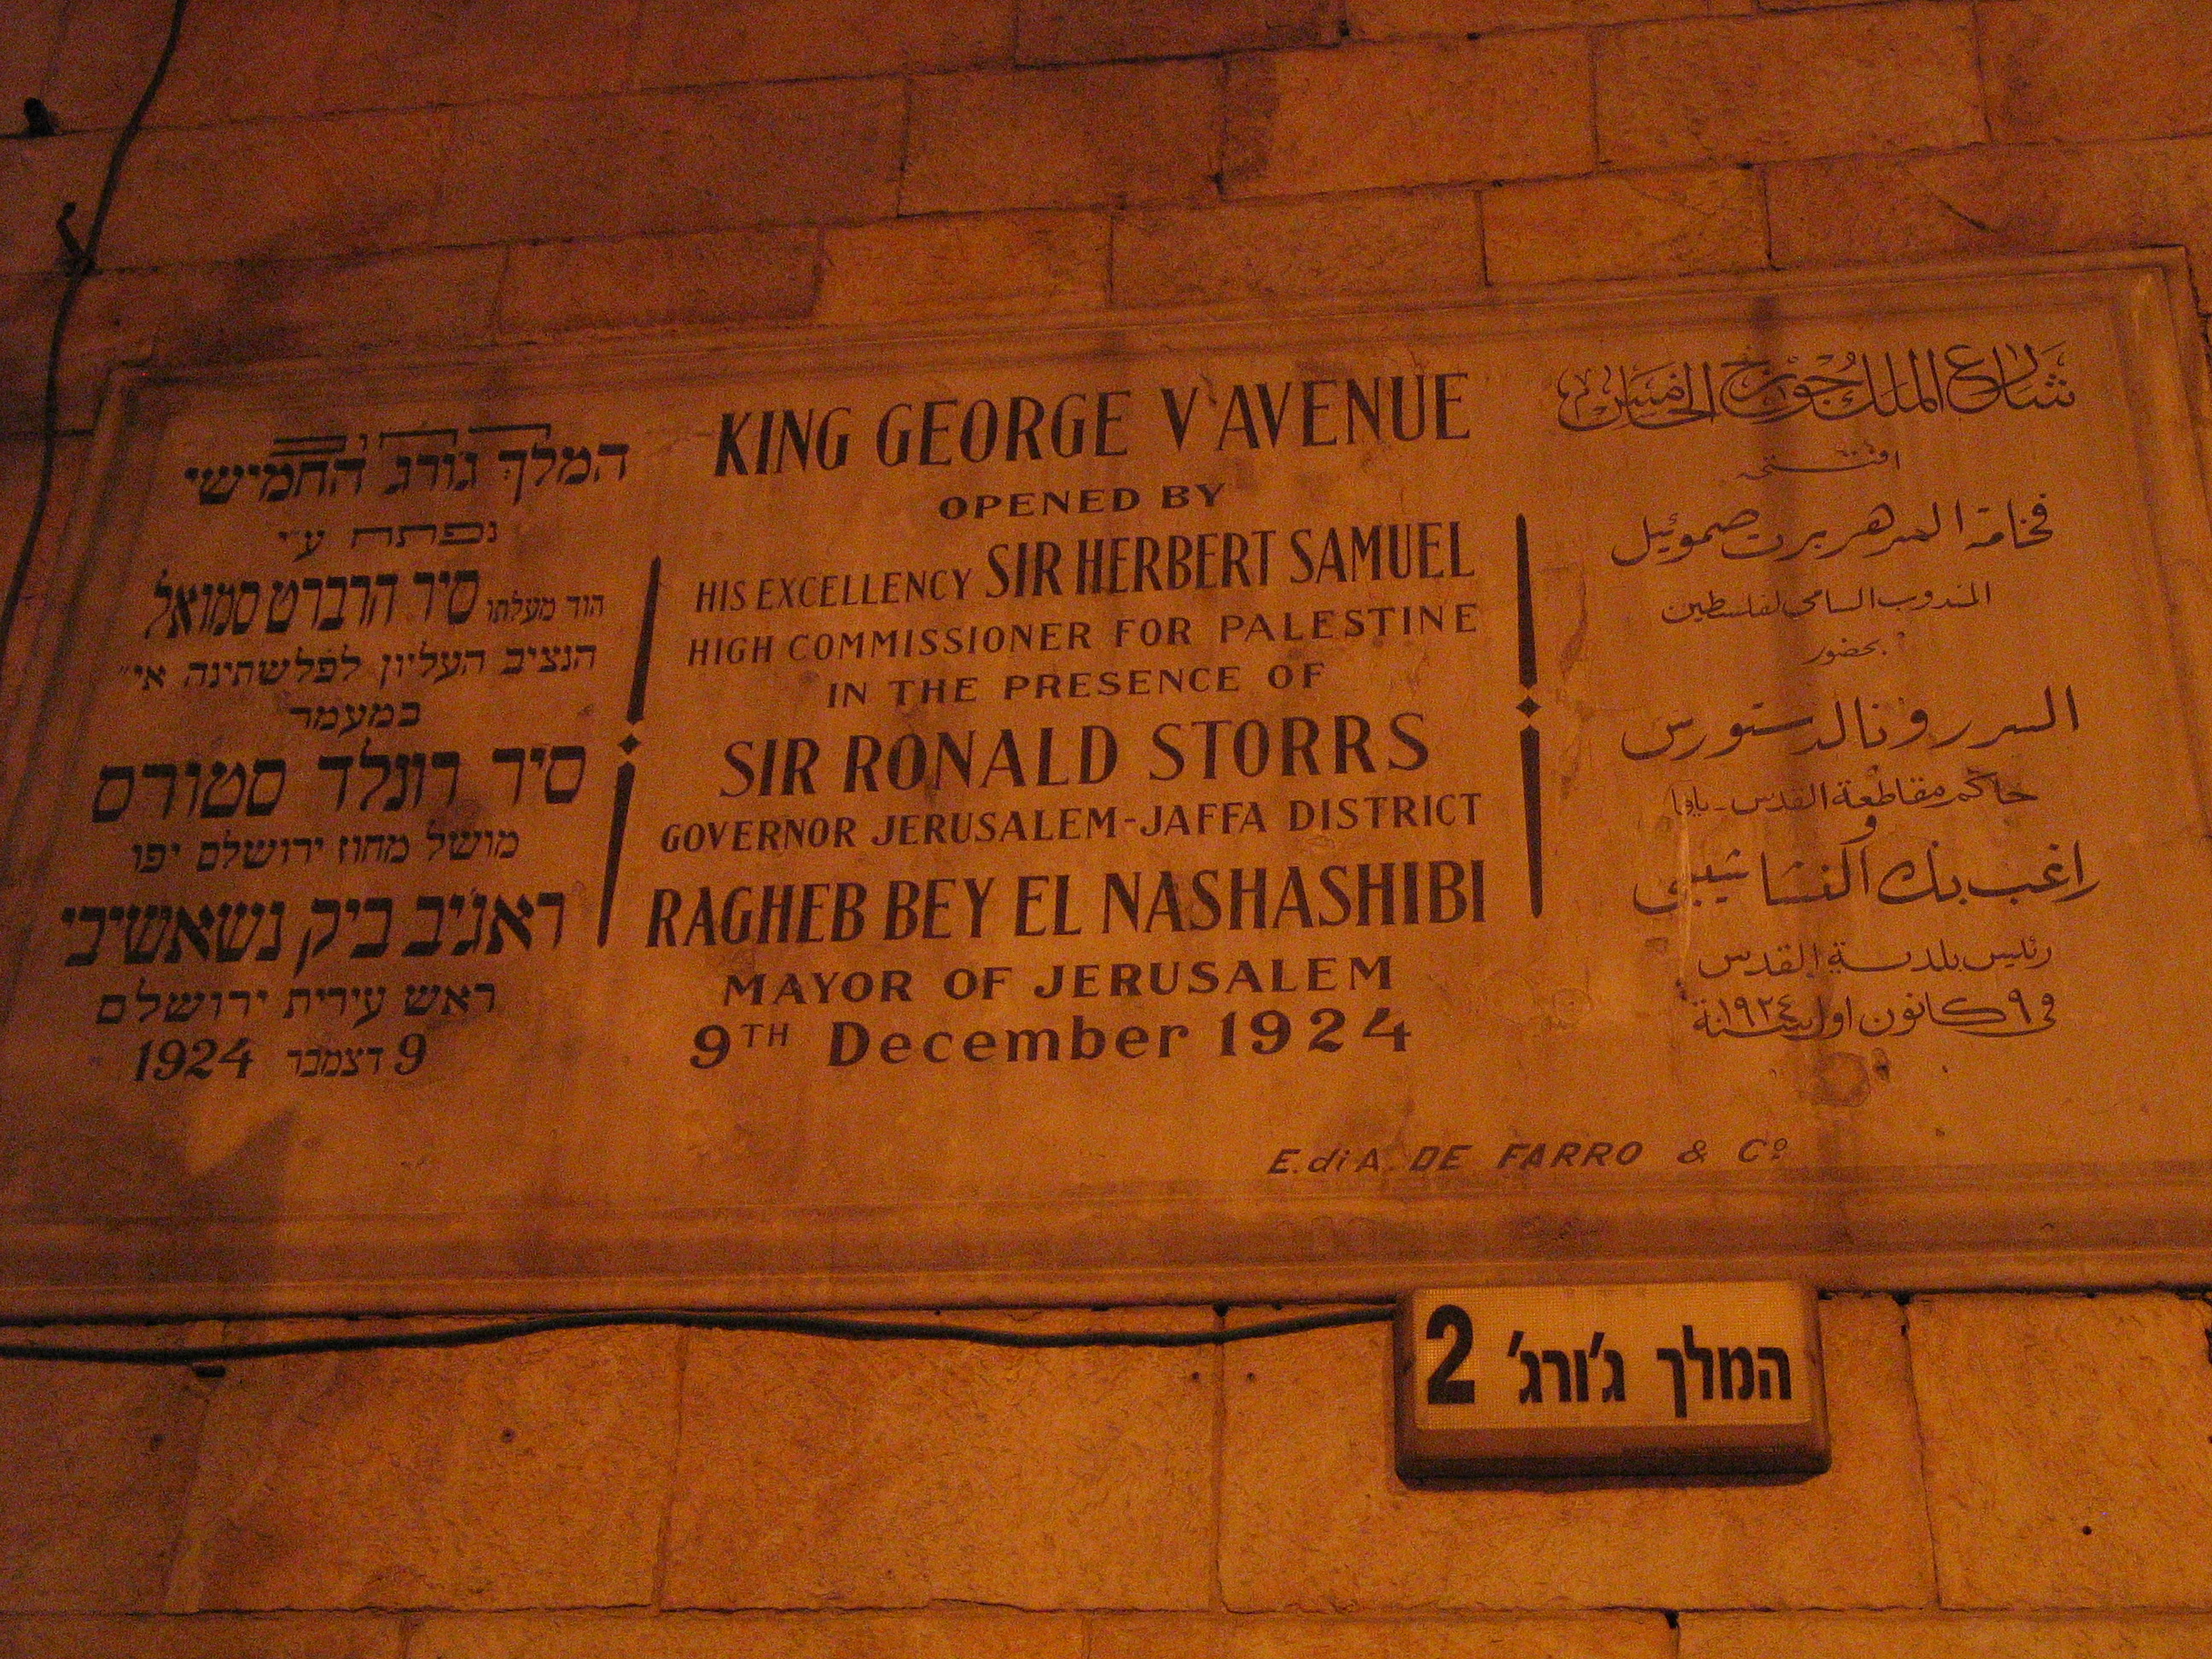 רחוב
המלך גורג החמישי
נפתח ע״י
הוד מעלתו סיר הרברט סמואל
הנציב העליון לפלשתינה א״י
במעמד
סיר רונלד סטורס
מושל מחוז ירושלם יפו
ראגיב ביק נשאשיבי
ראש עירית ירושלם
9 דצמבר 1924
KING GEORGE V AVENUE
OPENED BY
HIS EXCELLENCY SIR HERBERT SAMUEL
HIGH COMMISSIONER FOR PALESTINE
IN THE PRESENCE OF
SIR RONALD STORRS
GOVERNOR JERUSALEM-JAFFA DISTRICT
RAGHEB BEY EL NASHASHIBI
MAYOR OF JERUSALEM
9TH December 1924
شارع الملك جورج الخامس
افتتحه
فخامة السر هربرت صموئيل
المندوب السامي لفلسطين
بحضور
السر رونالد ستورس
حاكم مقاطعة القدس - يافا
و
راغب بك النشاشيبي
رئيس بلدية القدس
في ٩ كانون اول سنة ١٩٢٤
E. di A. DE FARRO & Co
המלך ג'ורג' 2